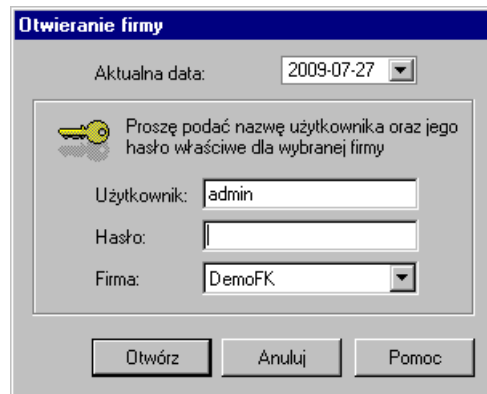 Otwieranie firmy
Aktualna data: 2009-07-27
Proszę podać nazwę użytkownika oraz jego
hasło właściwe dla wybranej firmy
Użytkownik: admin
Hasło:
Firma: DemoFK
Otwórz Anuluj Pomoc